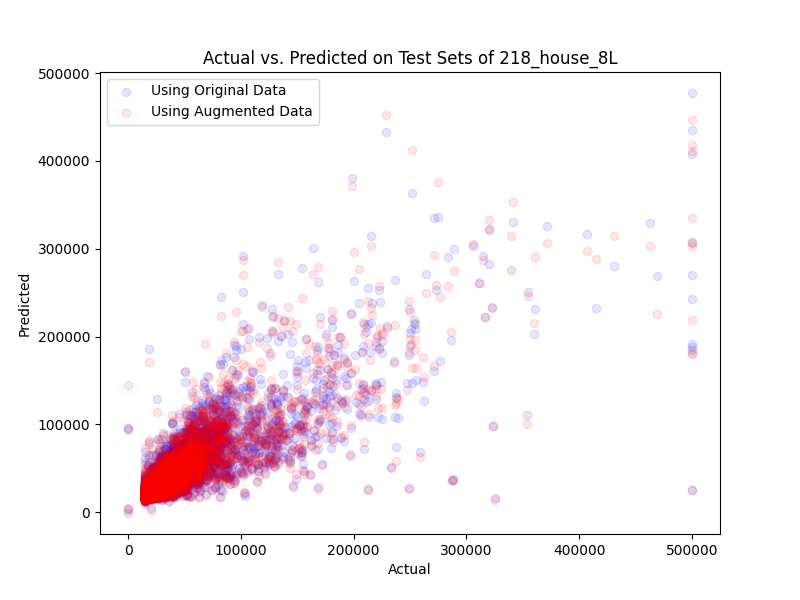 Actual vs. Predicted on Test Sets of 218_house_8L
Using Original Data
Using Augmented Data
500000
400000
300000
200000
100000
0
Predicted
0 100000 200000 300000 400000 500000
Actual